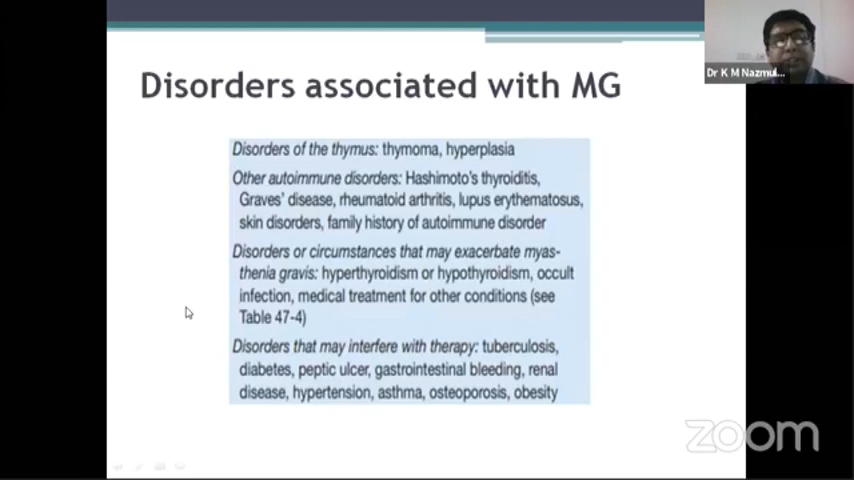 Disorders associated with MG
Dr K M Nazmul...
Disorders of the thymus: thymoma, hyperplasia
Other autoimmune disorders: Hashimoto's thyroiditis,
Graves' disease, rheumatoid arthritis, lupus erythematosus,
skin disorders, family history of autoimmune disorder
Disorders or circumstances that may exacerbate myas-
thenia gravis: hyperthyroidism or hypothyroidism, occult
infection, medical treatment for other conditions (see
Table 47-4)
Disorders that may interfere with therapy: tuberculosis,
diabetes, peptic ulcer, gastrointestinal bleeding, renal
disease, hypertension, asthma, osteoporosis, obesity
zoom